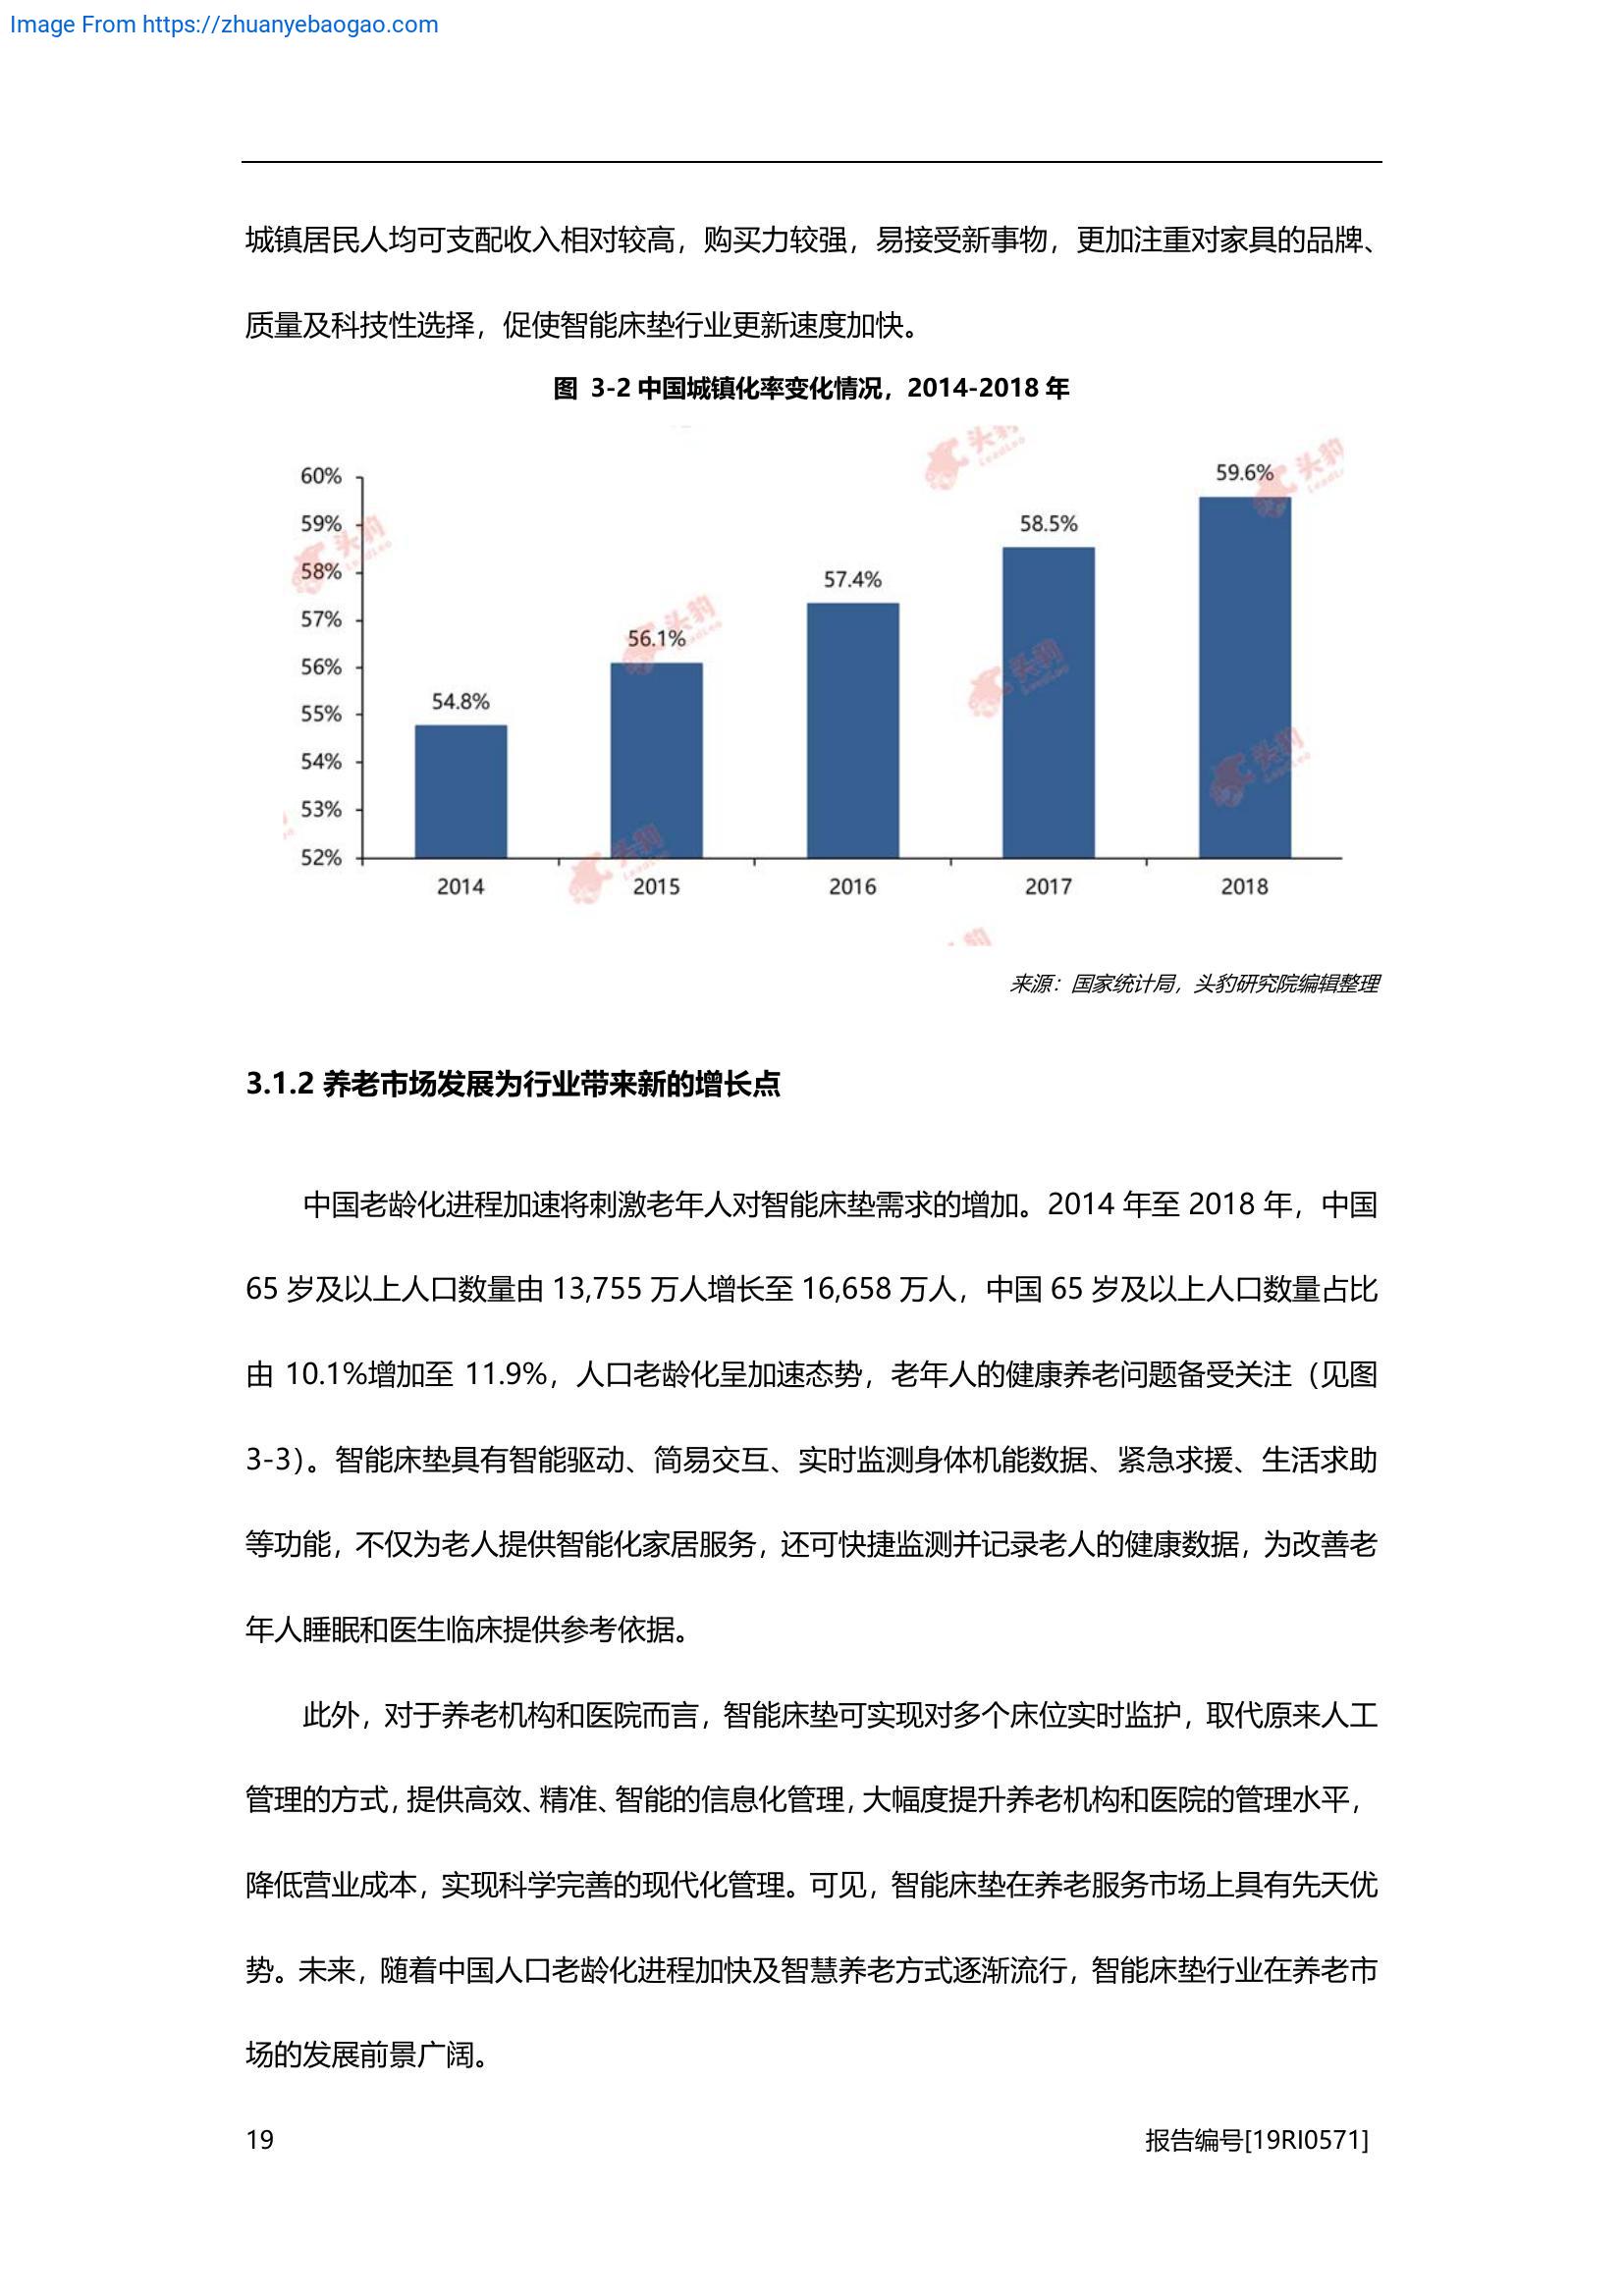 Image From https://zhuanyebaogao.com
城镇居民人均可支配收入相对较高，购买力较强，易接受新事物，更加注重对家具的品牌、
质量及科技性选择，促使智能床垫行业更新速度加快。
图 3-2 中国城镇化率变化情况，2014-2018 年
60%
59%
58%
57%
56%
55%
54%
53%
52%
54.8%
56.1%
57.4%
58.5%
59.6%
2014
2015
2016
2017
2018
头豹
LeadLeo
来源：国家统计局，头豹研究院编辑整理
3.1.2 养老市场发展为行业带来新的增长点
中国老龄化进程加速将刺激老年人对智能床垫需求的增加。2014 年至 2018 年，中国
65 岁及以上人口数量由 13,755 万人增长至 16,658 万人，中国 65 岁及以上人口数量占比
由 10.1%增加至 11.9%，人口老龄化呈加速态势，老年人的健康养老问题备受关注（见图
3-3）。智能床垫具有智能驱动、简易交互、实时监测身体机能数据、紧急求援、生活求助
等功能，不仅为老人提供智能化家居服务，还可快捷监测并记录老人的健康数据，为改善老
年人睡眠和医生临床提供参考依据。
此外，对于养老机构和医院而言，智能床垫可实现对多个床位实时监护，取代原来人工
管理的方式，提供高效、精准、智能的信息化管理，大幅度提升养老机构和医院的管理水平，
降低营业成本，实现科学完善的现代化管理。可见，智能床垫在养老服务市场上具有先天优
势。未来，随着中国人口老龄化进程加快及智慧养老方式逐渐流行，智能床垫行业在养老市
场的发展前景广阔。
19
报告编号[19RI0571]